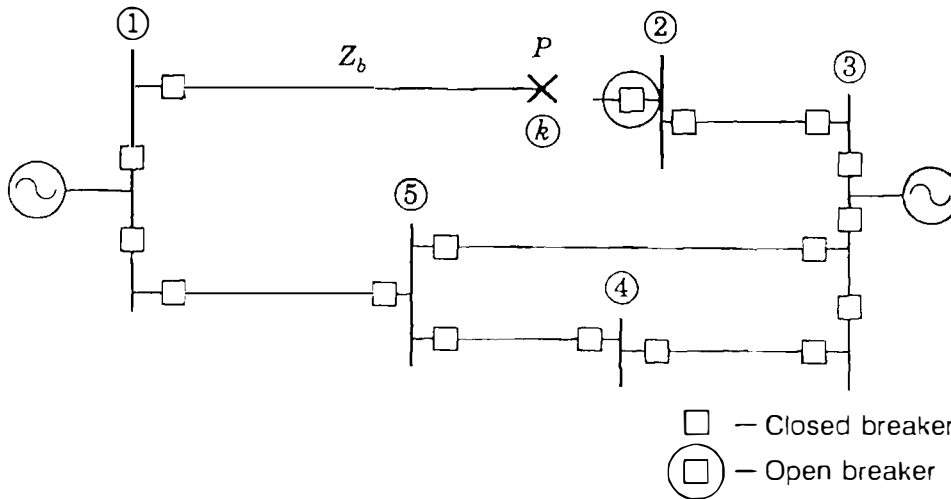 ①
Z_b
P
②
③
ⓚ
⑤
④
— Closed breaker
— Open breaker